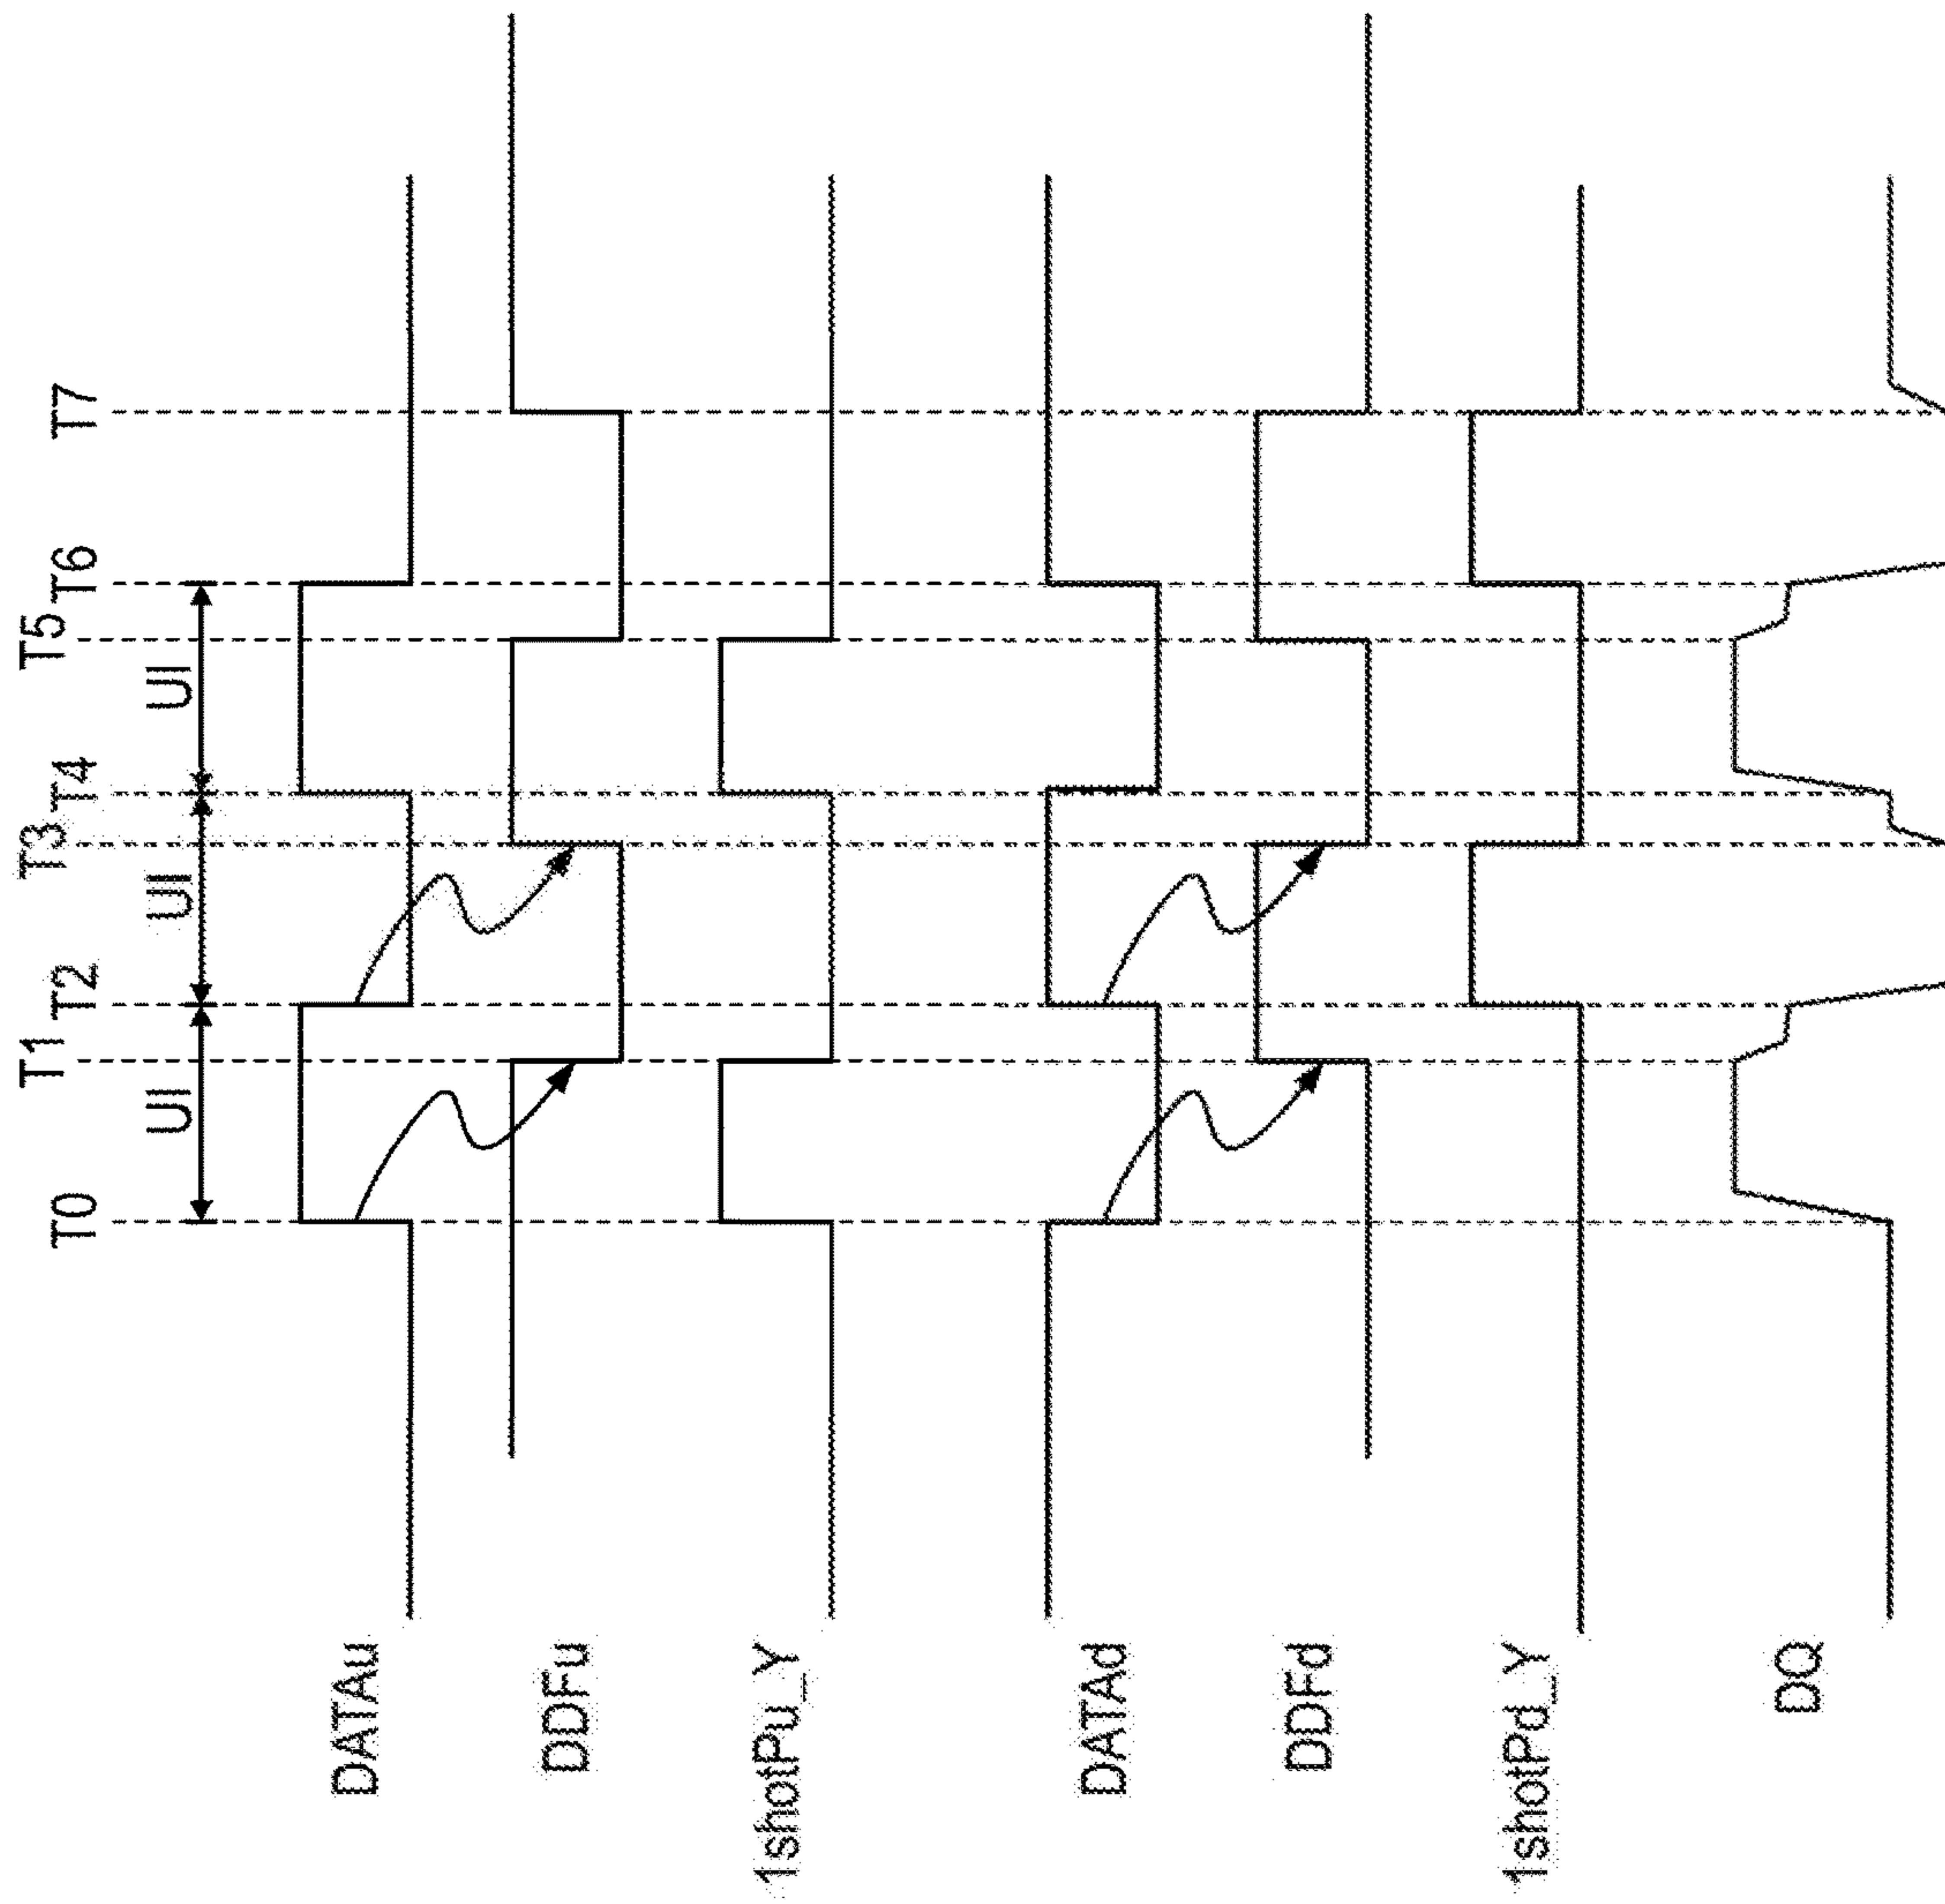 T0
T1
T2
T3
T4
T5
T6
T7
UI
UI
UI
DATAu
DDFu
1shotPu_Y
DATAd
DDFd
1shotPd_Y
DQ